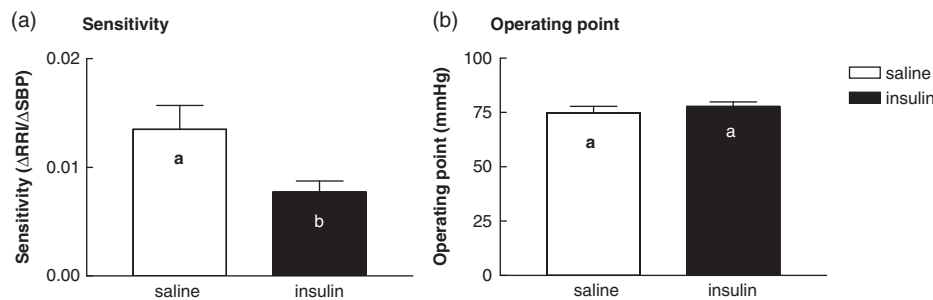 (a) Sensitivity
Sensitivity (ΔRRI/ΔSBP)
0.02
0.01
0.00
a
b
saline insulin
(b) Operating point
Operating point (mmHg)
100
75
50
25
0
a
a
saline insulin
saline
insulin